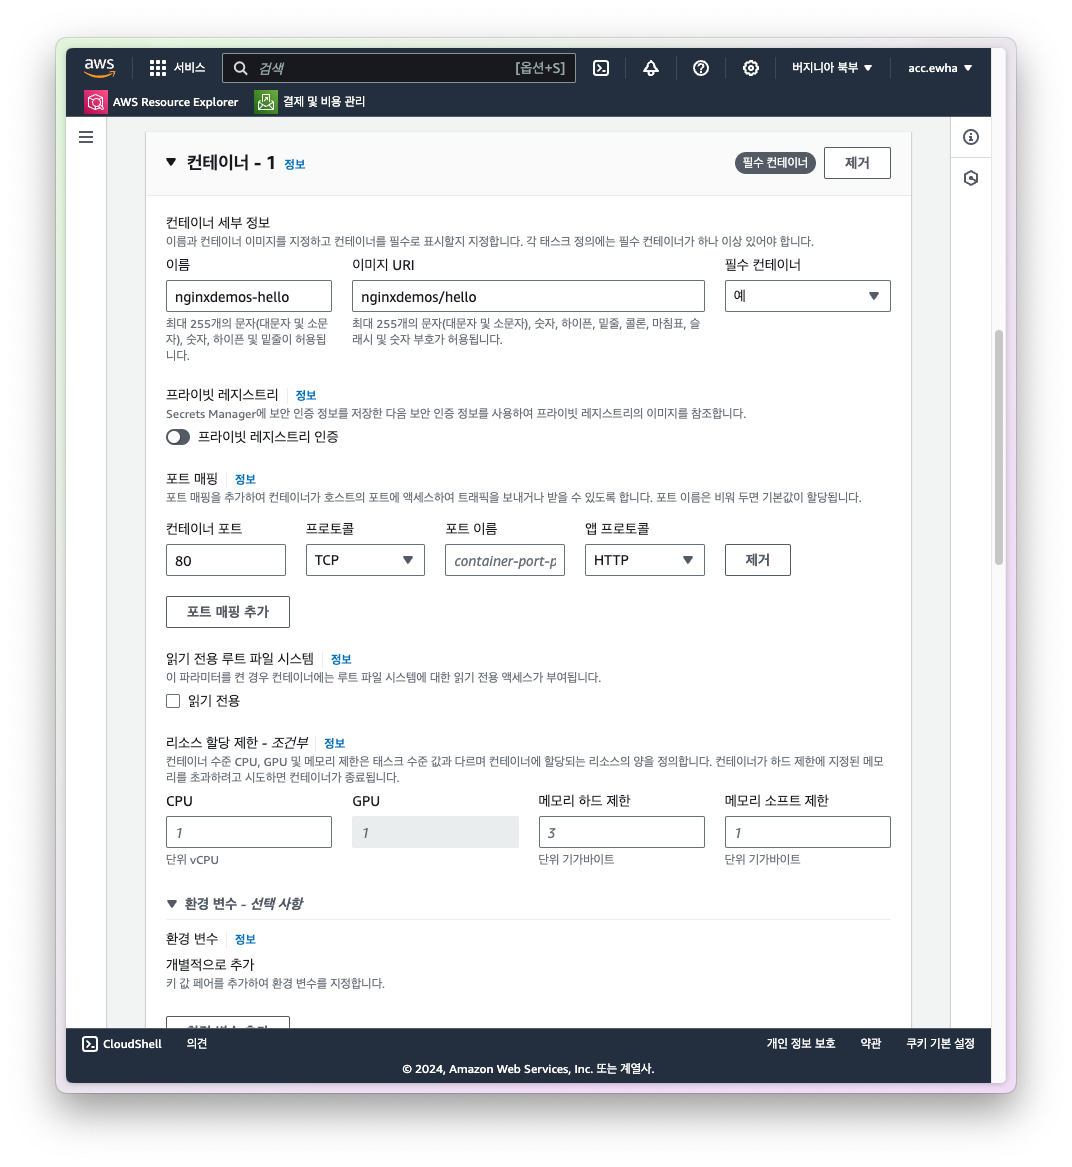 aws
서비스
검색
[옵션+S]
버지니아 북부
acc.ewha
AWS Resource Explorer
결제 및 비용 관리
컨테이너 - 1 정보
필수 컨테이너
제거
컨테이너 세부 정보
이름과 컨테이너 이미지를 지정하고 컨테이너를 필수로 표시할지 지정합니다. 각 태스크 정의에는 필수 컨테이너가 하나 이상 있어야 합니다.
이름
이미지 URI
필수 컨테이너
nginxdemos-hello
nginxdemos/hello
예
최대 255개의 문자(대문자 및 소문
자), 숫자, 하이픈 및 밑줄이 허용됩
니다.
최대 255개의 문자(대문자 및 소문자), 숫자, 하이픈, 밑줄, 콜론, 마침표, 슬
래시 및 숫자 부호가 허용됩니다.
프라이빗 레지스트리 정보
Secrets Manager에 보안 인증 정보를 저장한 다음 보안 인증 정보를 사용하여 프라이빗 레지스트리의 이미지를 참조합니다.
프라이빗 레지스트리 인증
포트 매핑 정보
포트 매핑을 추가하여 컨테이너가 호스트의 포트에 액세스하여 트래픽을 보내거나 받을 수 있도록 합니다. 포트 이름은 비워 두면 기본값이 할당됩니다.
컨테이너 포트
프로토콜
포트 이름
앱 프로토콜
80
TCP
container-port-p
HTTP
제거
포트 매핑 추가
읽기 전용 루트 파일 시스템 정보
이 파라미터를 켠 경우 컨테이너에는 루트 파일 시스템에 대한 읽기 전용 액세스가 부여됩니다.
읽기 전용
리소스 할당 제한 - 조건부 정보
컨테이너 수준 CPU, GPU 및 메모리 제한은 태스크 수준 값과 다르며 컨테이너에 할당되는 리소스의 양을 정의합니다. 컨테이너가 하드 제한에 지정된 메모
리를 초과하려고 시도하면 컨테이너가 종료됩니다.
CPU
GPU
메모리 하드 제한
메모리 소프트 제한
1
1
3
1
단위 vCPU
단위 기가바이트
단위 기가바이트
환경 변수 - 선택 사항
환경 변수 정보
개별적으로 추가
키 값 페어를 추가하여 환경 변수를 지정합니다.
환경 변수 추가
CloudShell
의견
개인 정보 보호
약관
쿠키 기본 설정
© 2024, Amazon Web Services, Inc. 또는 계열사.